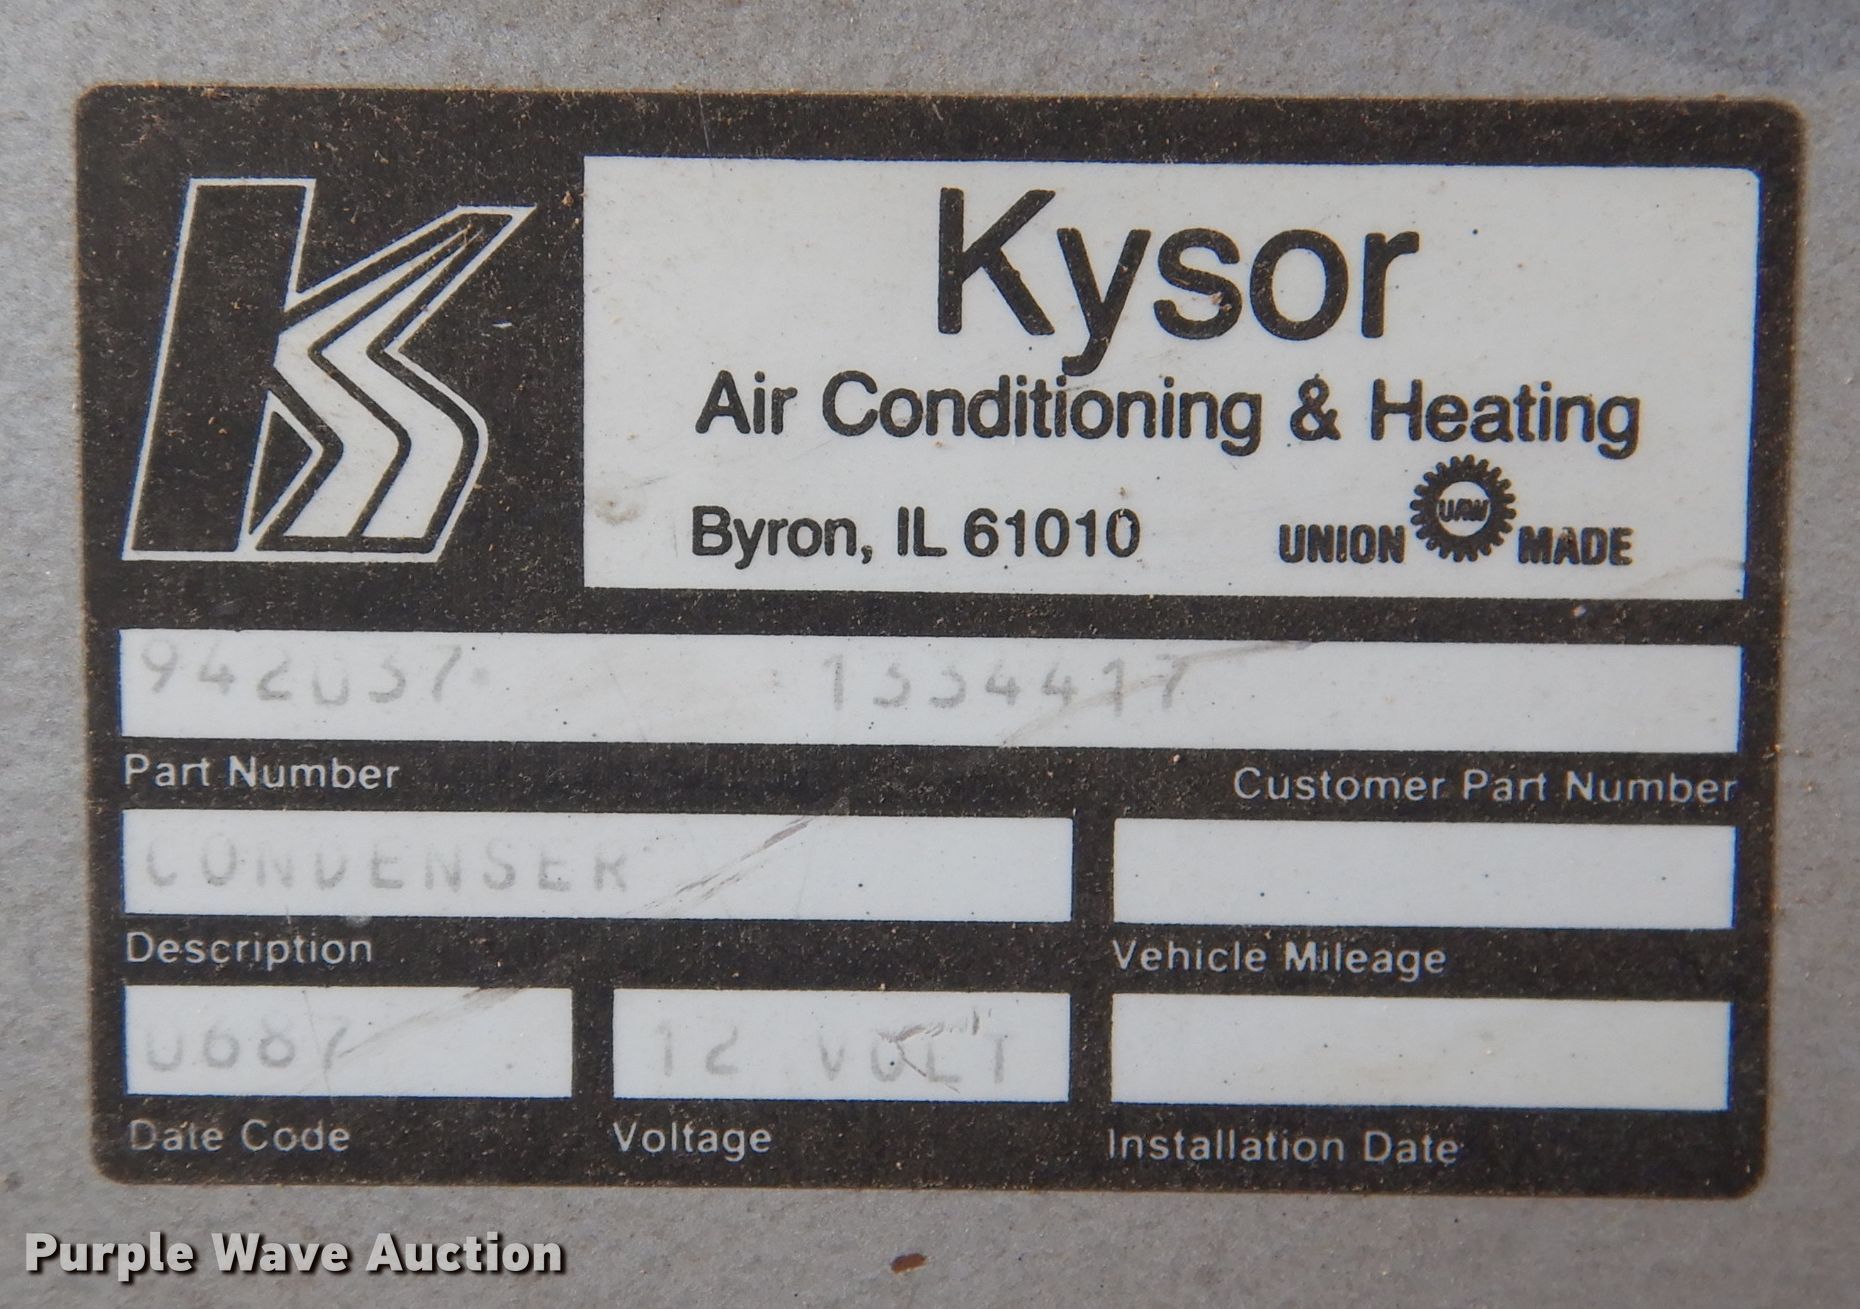 Kysor
Air Conditioning & Heating
Byron, IL 61010 UNION UAW MADE
942037 1334417
Part Number Customer Part Number
CONDENSER
Description Vehicle Mileage
0687 12 VOLT
Date Code Voltage Installation Date
Purple Wave Auction